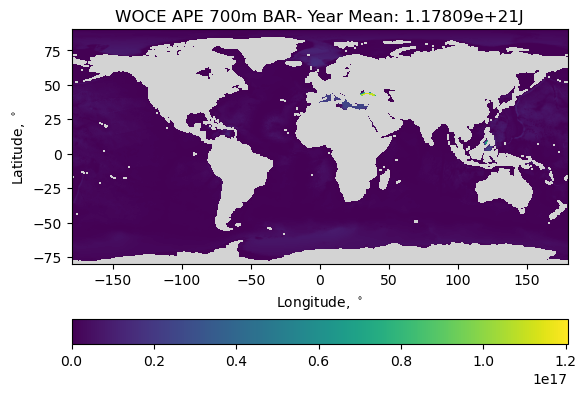 WOCE APE 700m BAR- Year Mean: 1.17809e+21J
75
50
25
0
−25
−50
−75
Latitude, °
−150 −100 −50 0 50 100 150
Longitude, °
0.0 0.2 0.4 0.6 0.8 1.0 1.2
1e17